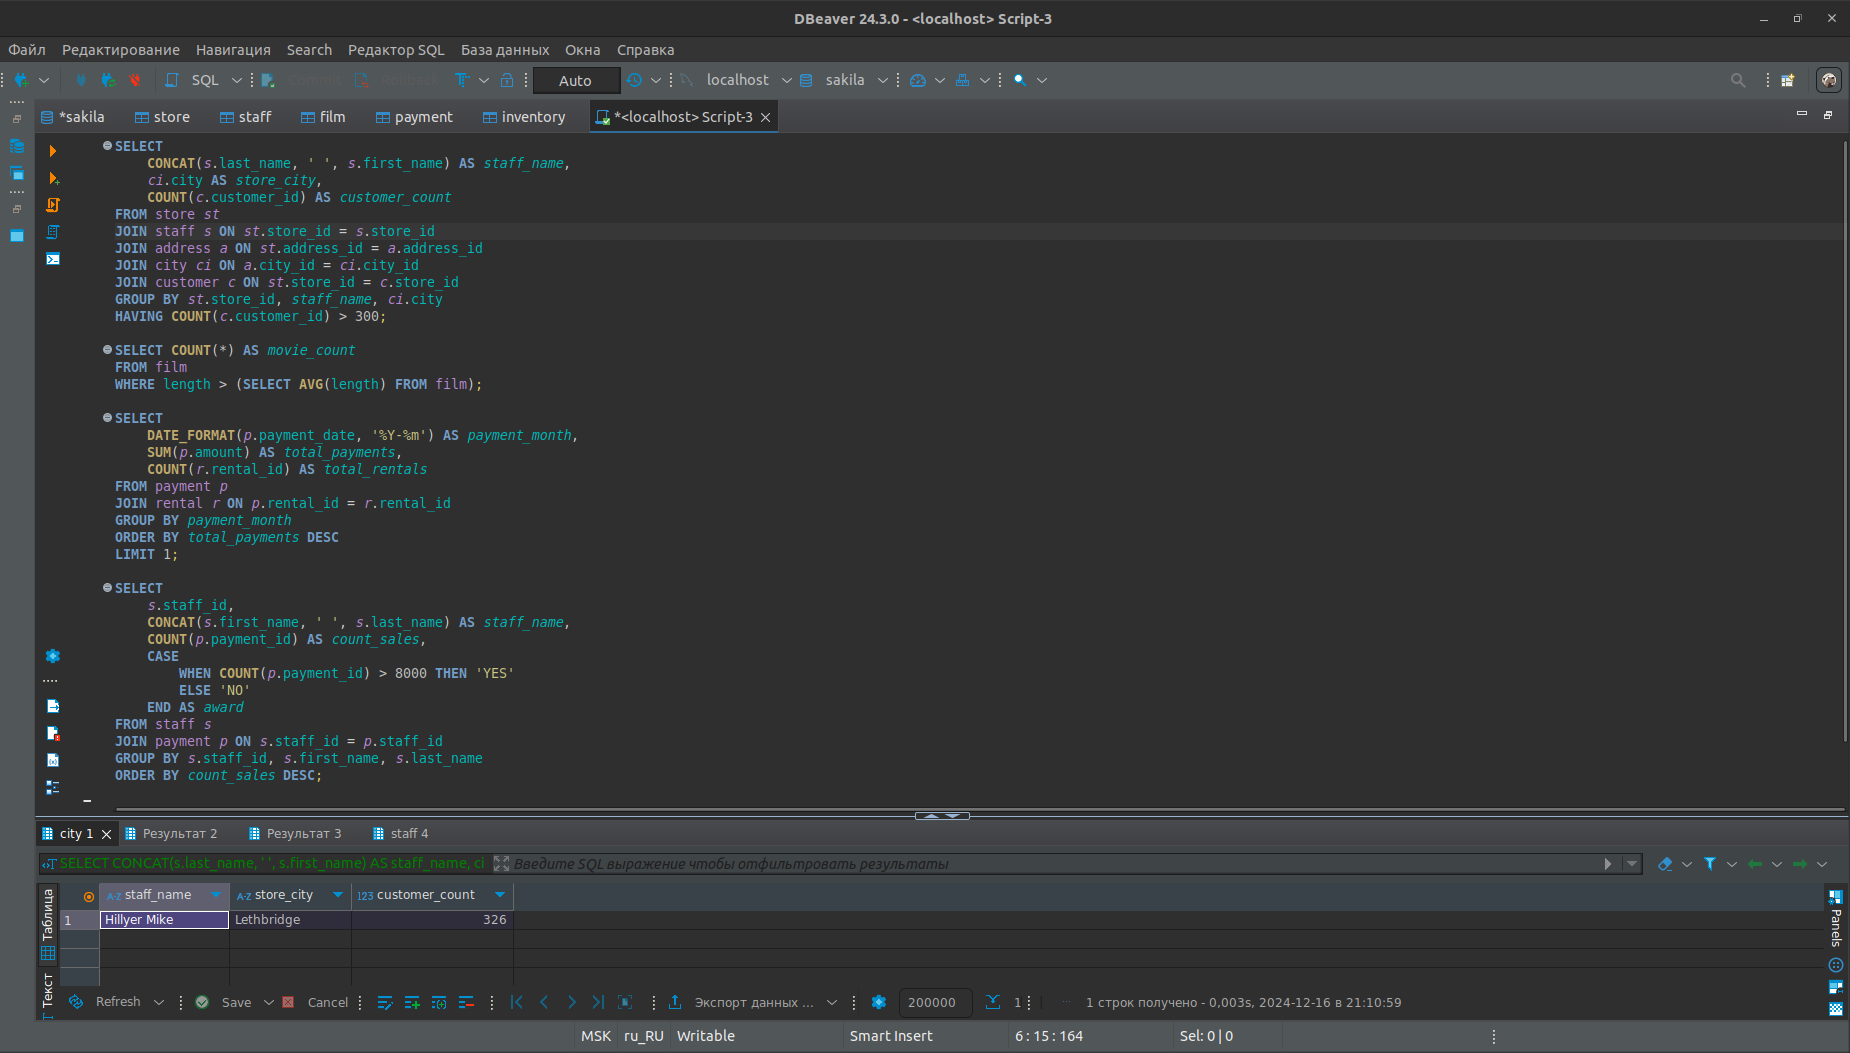 DBeaver 24.3.0 - <localhost> Script-3
Файл Редактирование Навигация Search Редактор SQL База данных Окна Справка
SQL Commit Rollback Auto localhost sakila
*sakila store staff film payment inventory *<localhost> Script-3
SELECT
CONCAT(s.last_name, ' ', s.first_name) AS staff_name,
ci.city AS store_city,
COUNT(c.customer_id) AS customer_count
FROM store st
JOIN staff s ON st.store_id = s.store_id
JOIN address a ON st.address_id = a.address_id
JOIN city ci ON a.city_id = ci.city_id
JOIN customer c ON st.store_id = c.store_id
GROUP BY st.store_id, staff_name, ci.city
HAVING COUNT(c.customer_id) > 300;
SELECT COUNT(*) AS movie_count
FROM film
WHERE length > (SELECT AVG(length) FROM film);
SELECT
DATE_FORMAT(p.payment_date, '%Y-%m') AS payment_month,
SUM(p.amount) AS total_payments,
COUNT(r.rental_id) AS total_rentals
FROM payment p
JOIN rental r ON p.rental_id = r.rental_id
GROUP BY payment_month
ORDER BY total_payments DESC
LIMIT 1;
SELECT
s.staff_id,
CONCAT(s.first_name, ' ', s.last_name) AS staff_name,
COUNT(p.payment_id) AS count_sales,
CASE
WHEN COUNT(p.payment_id) > 8000 THEN 'YES'
ELSE 'NO'
END AS award
FROM staff s
JOIN payment p ON s.staff_id = p.staff_id
GROUP BY s.staff_id, s.first_name, s.last_name
ORDER BY count_sales DESC;
city 1 Результат 2 Результат 3 staff 4
SELECT CONCAT(s.last_name, ' ', s.first_name) AS staff_name, ci Введите SQL выражение чтобы отфильтровать результаты
Таблица
Текст
A-Z staff_name A-Z store_city 123 customer_count
1 Hillyer Mike Lethbridge 326
Panels
Refresh Save Cancel Экспорт данных ... 200000 1 1 строк получено - 0,003s, 2024-12-16 в 21:10:59
MSK ru_RU Writable Smart Insert 6 : 15 : 164 Sel: 0 | 0